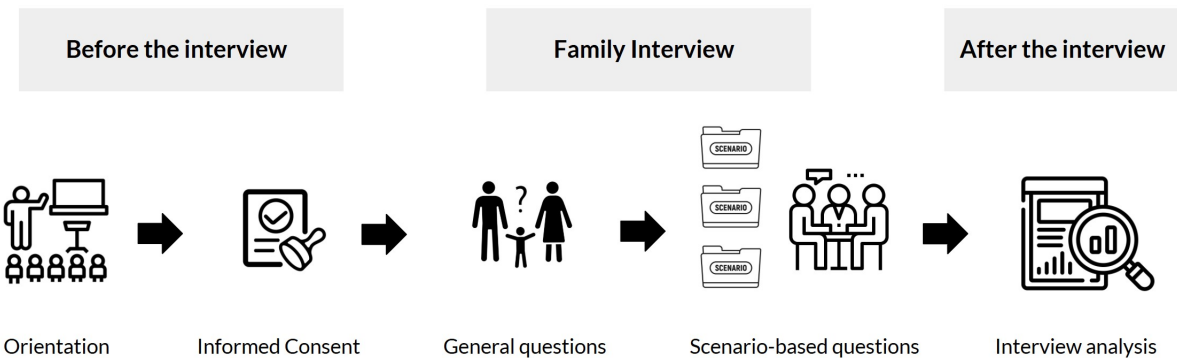 Before the interview
Family Interview
After the interview
SCENARIO
SCENARIO
SCENARIO
?
...
Orientation
Informed Consent
General questions
Scenario-based questions
Interview analysis